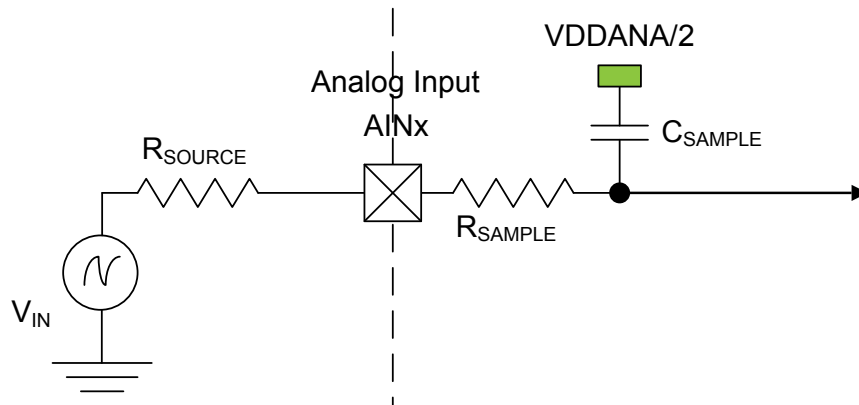 VDDANA/2
Analog Input
AINx
CSAMPLE
RSOURCE
RSAMPLE
VIN